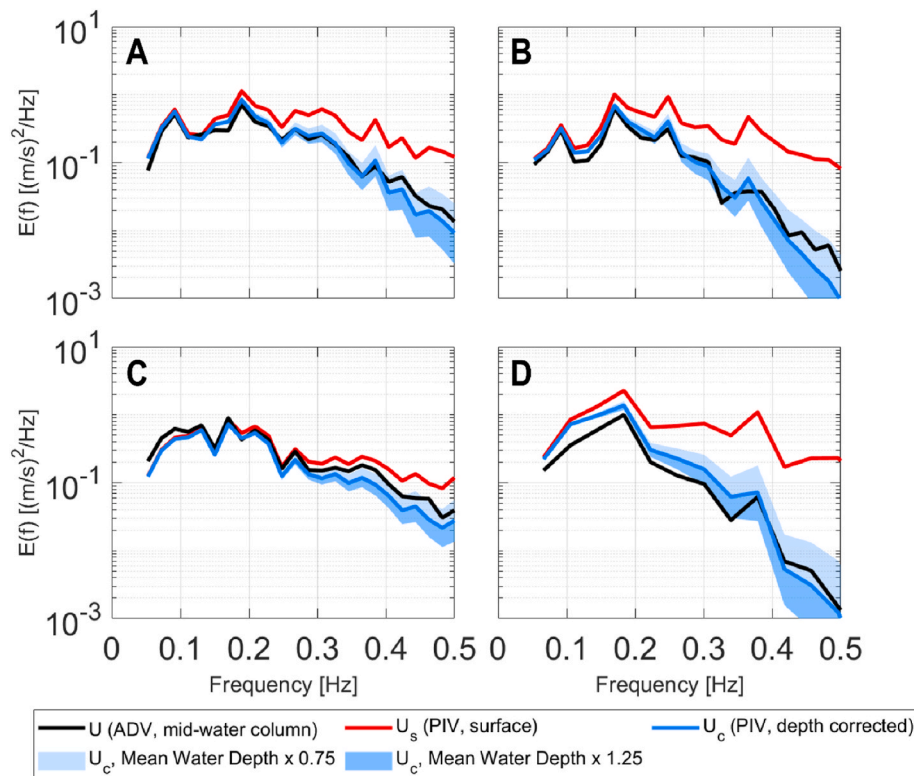 A
B
10^1
10^-1
10^-3
E(f) [(m/s)^2/Hz]
C
D
10^1
10^-1
10^-3
E(f) [(m/s)^2/Hz]
0 0.1 0.2 0.3 0.4 0.5 0 0.1 0.2 0.3 0.4 0.5
Frequency [Hz] Frequency [Hz]
U (ADV, mid-water column) U_s (PIV, surface) U_c (PIV, depth corrected)
U_c, Mean Water Depth x 0.75 U_c, Mean Water Depth x 1.25